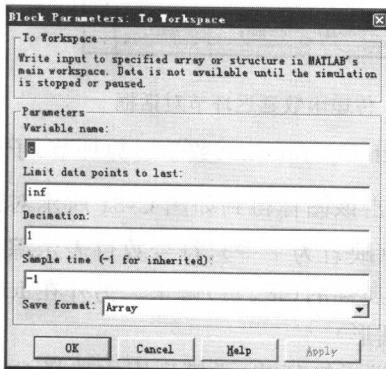 Block Parameters: To Workspace
To Workspace
Write input to specified array or structure in MATLAB's
main workspace. Data is not available until the simulation
is stopped or paused.
Parameters
Variable name:
c
Limit data points to last:
inf
Decimation:
1
Sample time (-1 for inherited):
-1
Save format: Array
OK Cancel Help Apply